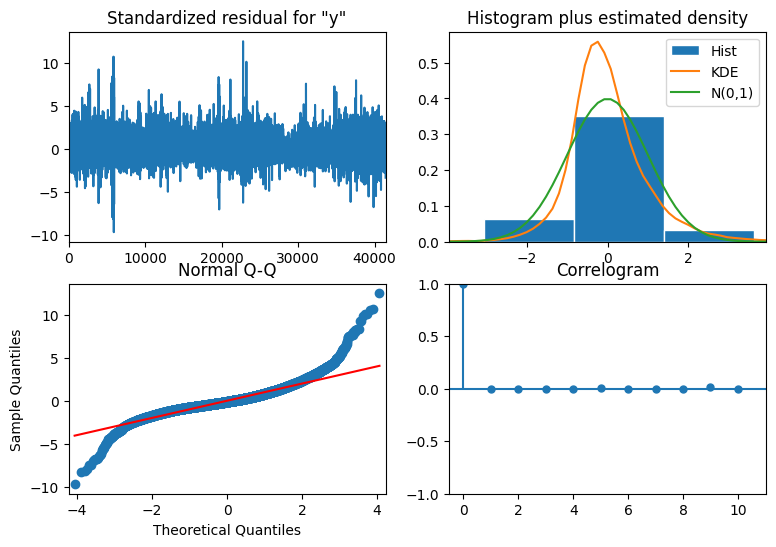 Standardized residual for "y"
10
5
0
−5
−10
0 10000 20000 30000 40000
Histogram plus estimated density
Hist
KDE
N(0,1)
0.5
0.4
0.3
0.2
0.1
0.0
−2 0 2
Normal Q-Q
Sample Quantiles
10
5
0
−5
−10
−4 −2 0 2 4
Theoretical Quantiles
Correlogram
1.0
0.5
0.0
−0.5
−1.0
0 2 4 6 8 10